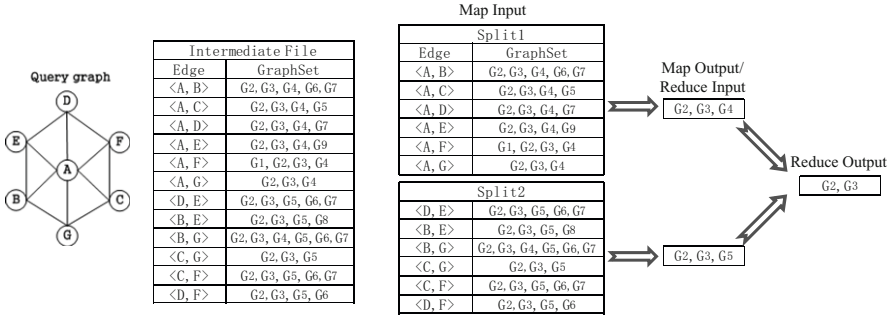 Map Input
Query graph
D
E
F
A
B
C
G
Intermediate File
Edge GraphSet
<A, B> G2, G3, G4, G6, G7
<A, C> G2, G3, G4, G5
<A, D> G2, G3, G4, G7
<A, E> G2, G3, G4, G9
<A, F> G1, G2, G3, G4
<A, G> G2, G3, G4
<D, E> G2, G3, G5, G6, G7
<B, E> G2, G3, G5, G8
<B, G> G2, G3, G4, G5, G6, G7
<C, G> G2, G3, G5
<C, F> G2, G3, G5, G6, G7
<D, F> G2, G3, G5, G6
Split1
Edge GraphSet
<A, B> G2, G3, G4, G6, G7
<A, C> G2, G3, G4, G5
<A, D> G2, G3, G4, G7
<A, E> G2, G3, G4, G9
<A, F> G1, G2, G3, G4
<A, G> G2, G3, G4
Split2
<D, E> G2, G3, G5, G6, G7
<B, E> G2, G3, G5, G8
<B, G> G2, G3, G4, G5, G6, G7
<C, G> G2, G3, G5
<C, F> G2, G3, G5, G6, G7
<D, F> G2, G3, G5, G6
Map Output/
Reduce Input
G2, G3, G4
G2, G3, G5
Reduce Output
G2, G3